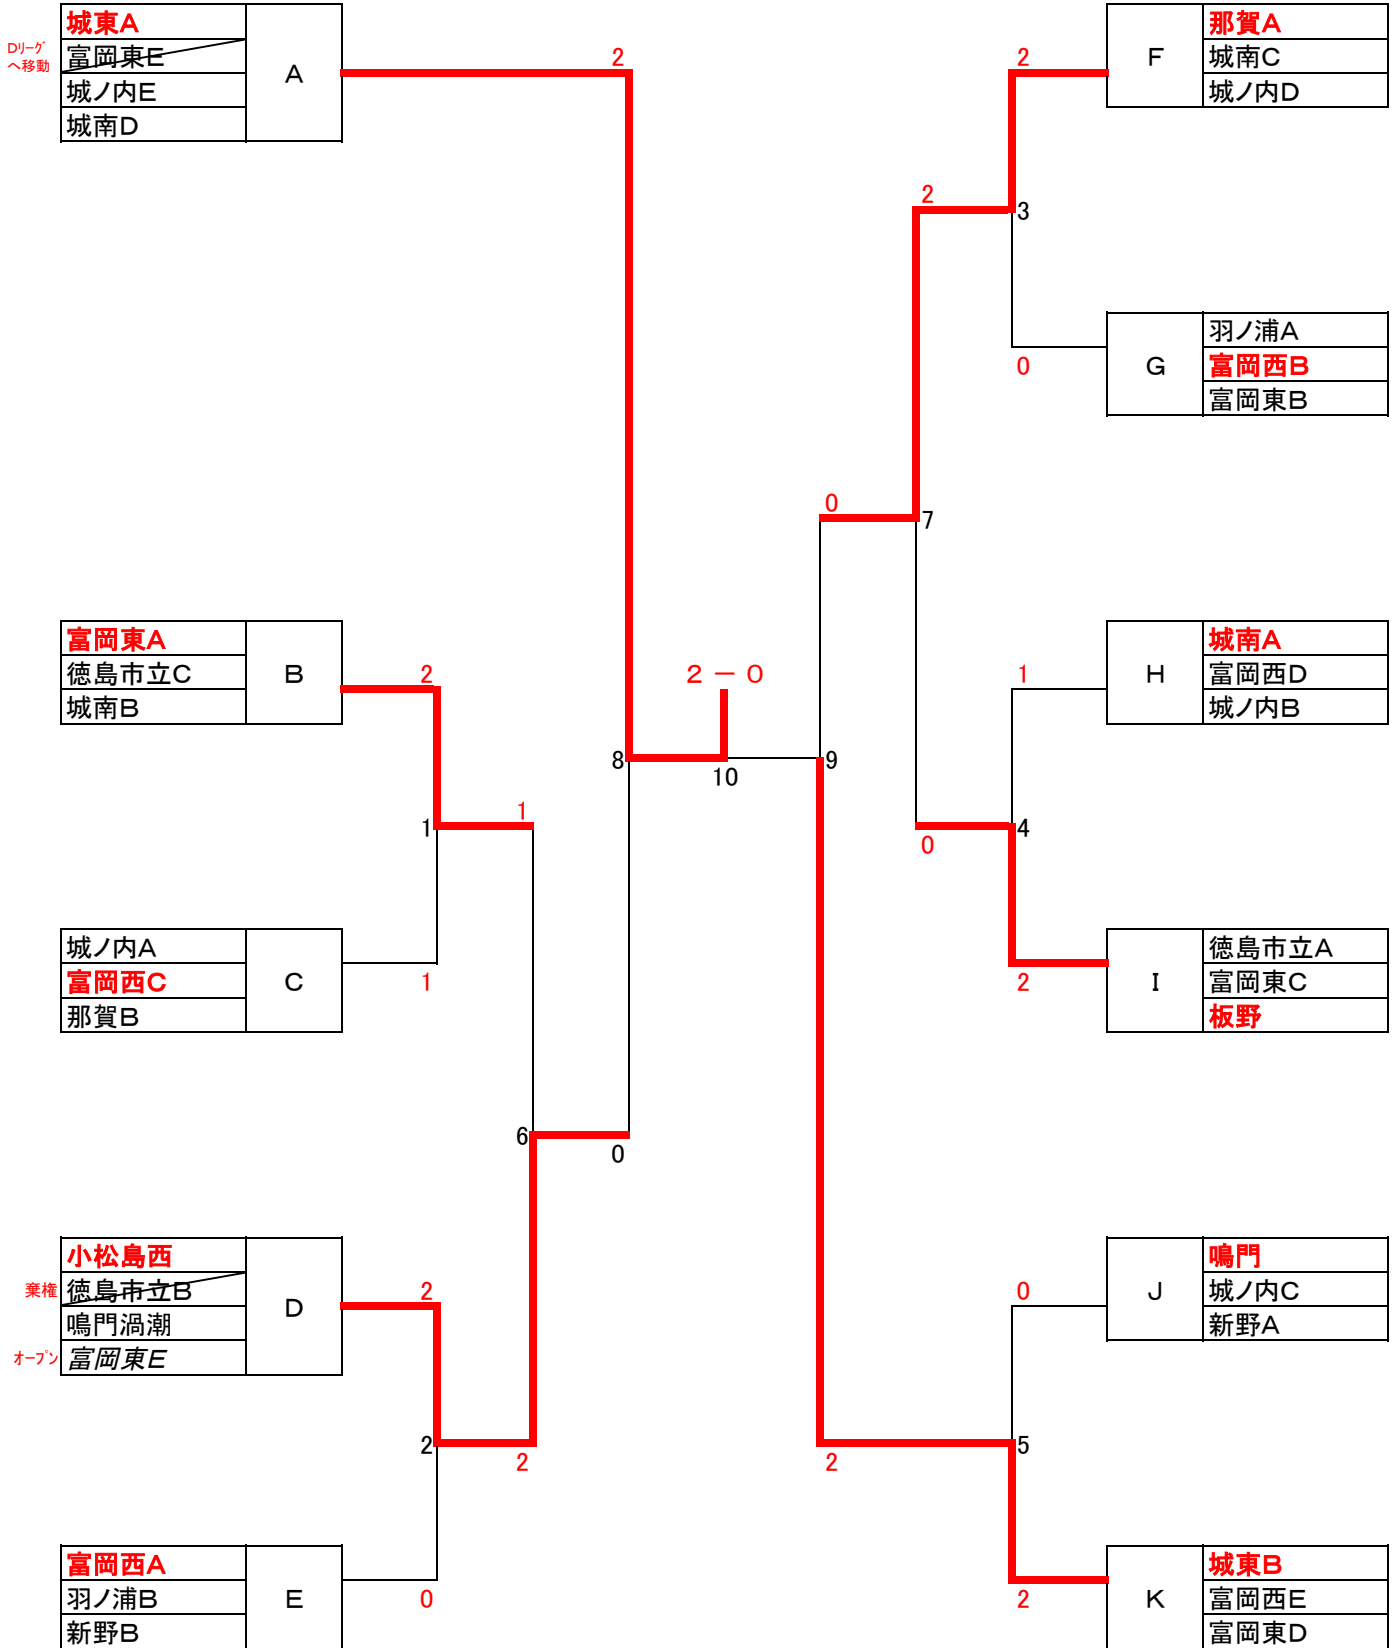 城東A
Dリーグ
へ移動
富岡東E
A
城ノ内E
城南D
2
富岡東A
徳島市立C
B
城南B
2
1
1
城ノ内A
富岡西C
C
那賀B
1
6
0
小松島西
棄権
徳島市立B
D
鳴門渦潮
オープン
富岡東E
2
2
2
富岡西A
羽ノ浦B
E
新野B
0
8
2 － 0
10
那賀A
F
城南C
城ノ内D
2
2
3
羽ノ浦A
G
富岡西B
富岡東B
0
0
7
城南A
H
富岡西D
城ノ内B
1
9
4
0
徳島市立A
I
富岡東C
板野
2
鳴門
J
城ノ内C
新野A
0
5
2
城東B
K
富岡西E
富岡東D
2